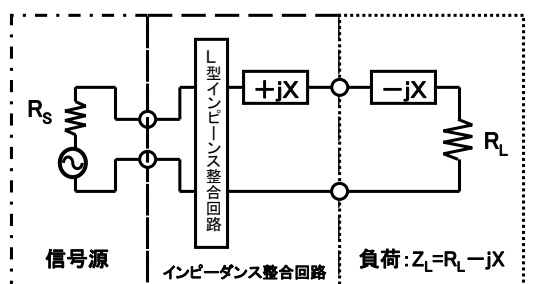 R_S
L型インピーンス整合回路
+jX
−jX
R_L
信号源
インピーダンス整合回路
負荷:Z_L=R_L−jX